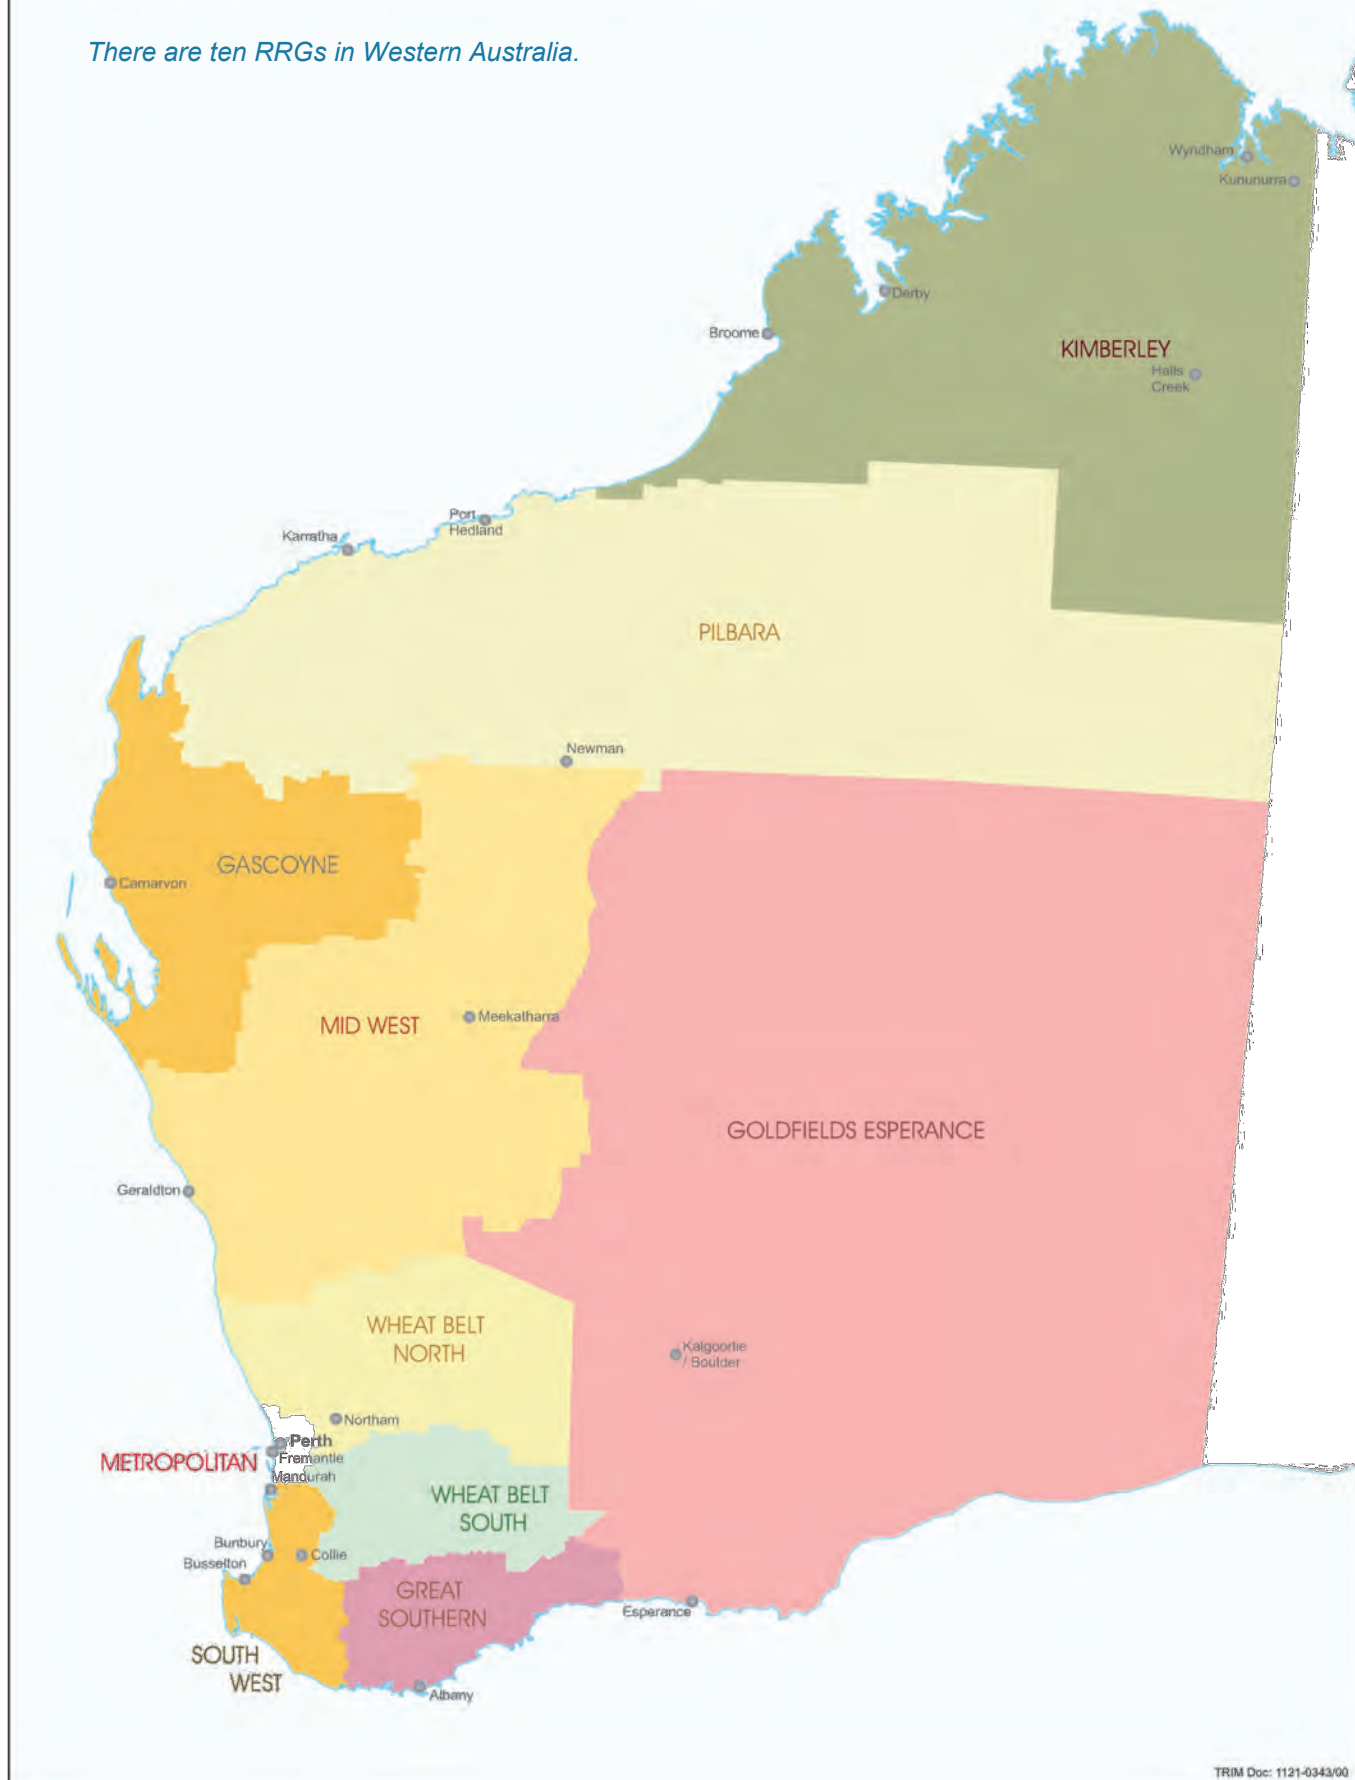 There are ten RRGs in Western Australia.
Wyndham
Kununurra
Derby
Broome
KIMBERLEY
Halls
Creek
Port
Hedland
Karratha
PILBARA
Newman
GASCOYNE
Carnarvon
MID WEST
Meekatharra
GOLDFIELDS ESPERANCE
Geraldton
WHEAT BELT
NORTH
Kalgoorlie
/ Boulder
Northam
Perth
METROPOLITAN
Fremantle
Mandurah
WHEAT BELT
SOUTH
Bunbury
Collie
Busselton
GREAT
SOUTHERN
Esperance
SOUTH
WEST
Albany
TRIM Doc: 1121-0343/00